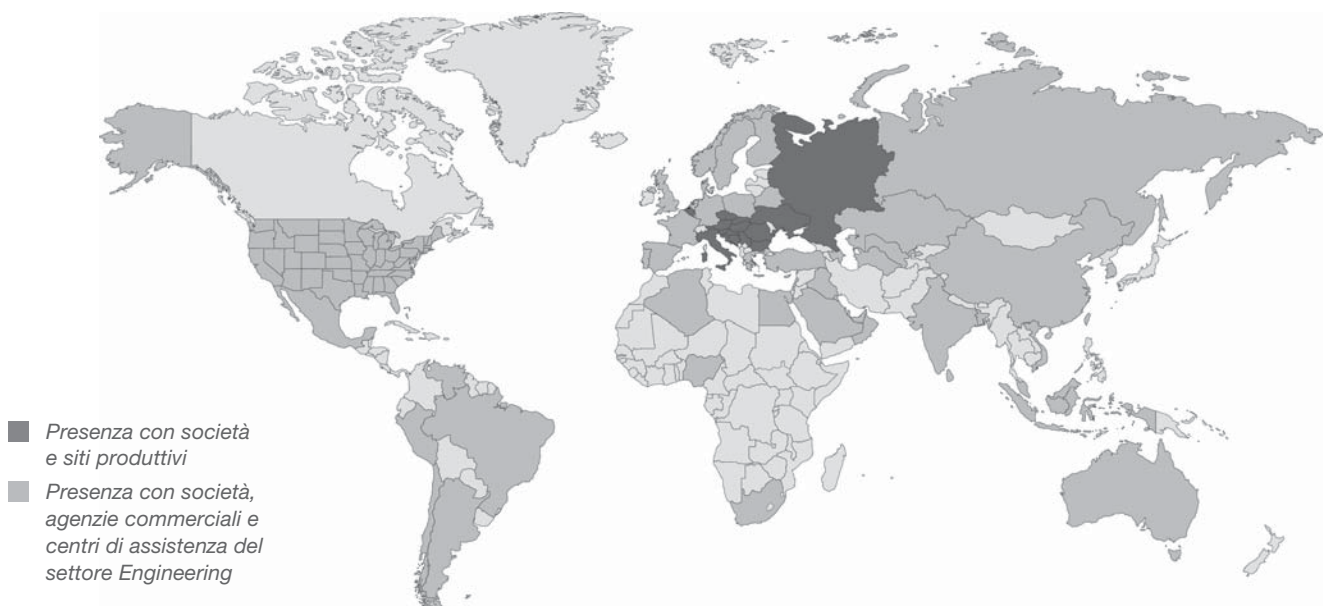 Presenza con società
e siti produttivi
Presenza con società,
agenzie commerciali e
centri di assistenza del
settore Engineering